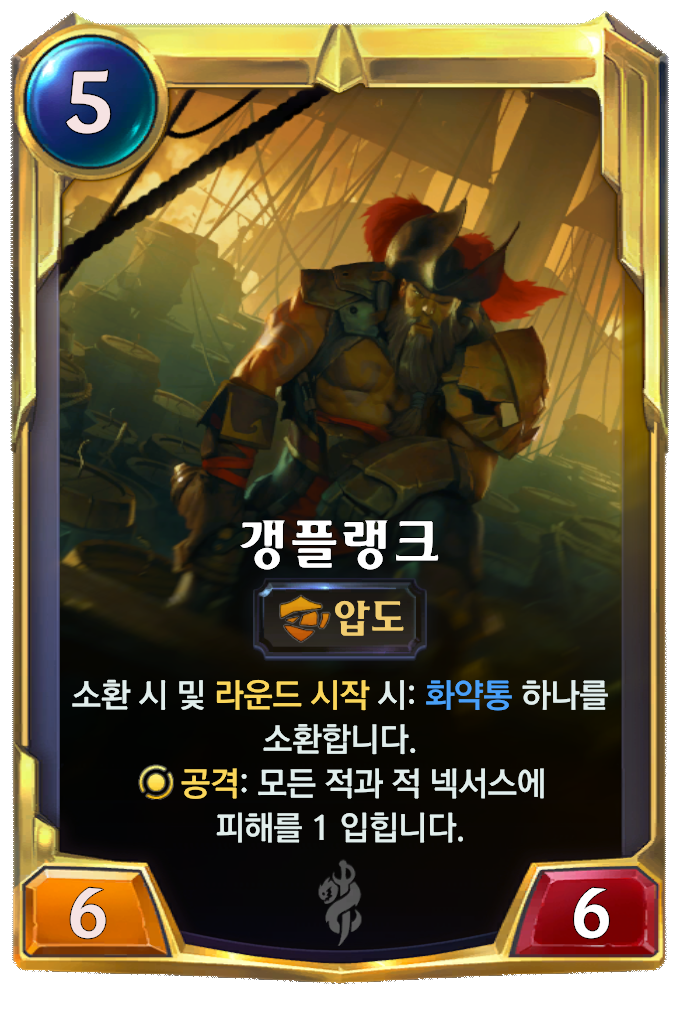 5
갱플랭크
압도
소환 시 및 라운드 시작 시: 화약통 하나를
소환합니다.
공격: 모든 적과 적 넥서스에
피해를 1 입힙니다.
6
6